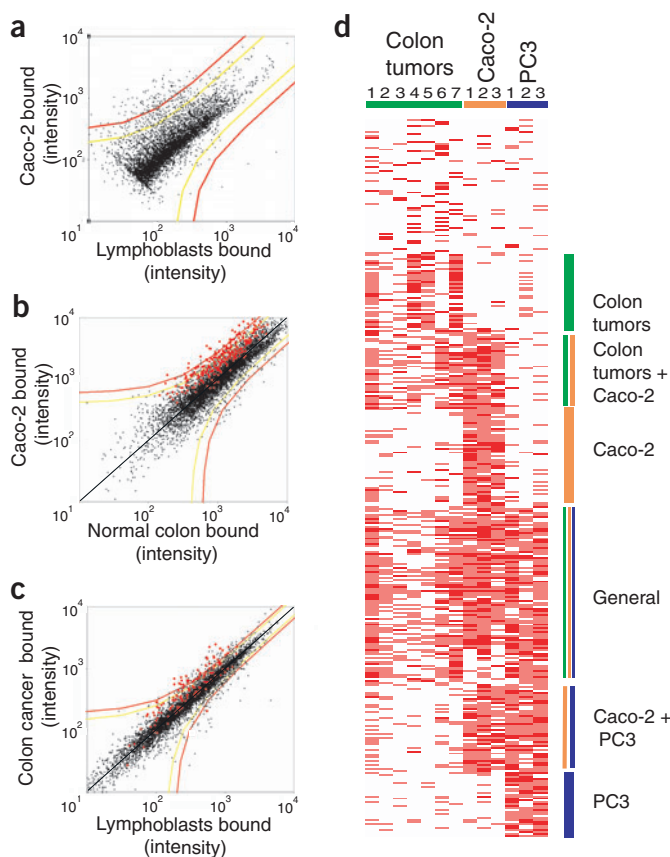 a
10⁴
10³
10²
10¹
10²
10³
10⁴
Caco-2 bound
(intensity)
Lymphoblasts bound
(intensity)
b
10⁴
10³
10²
10¹
10²
10³
10⁴
Caco-2 bound
(intensity)
Normal colon bound
(intensity)
c
10⁴
10³
10²
10¹
10²
10³
10⁴
Colon cancer bound
(intensity)
Lymphoblasts bound
(intensity)
d
Colon
tumors
Caco-2
PC3
1 2 3 4 5 6 7 1 2 3 1 2 3
Colon
tumors
Colon
tumors +
Caco-2
Caco-2
General
Caco-2 +
PC3
PC3